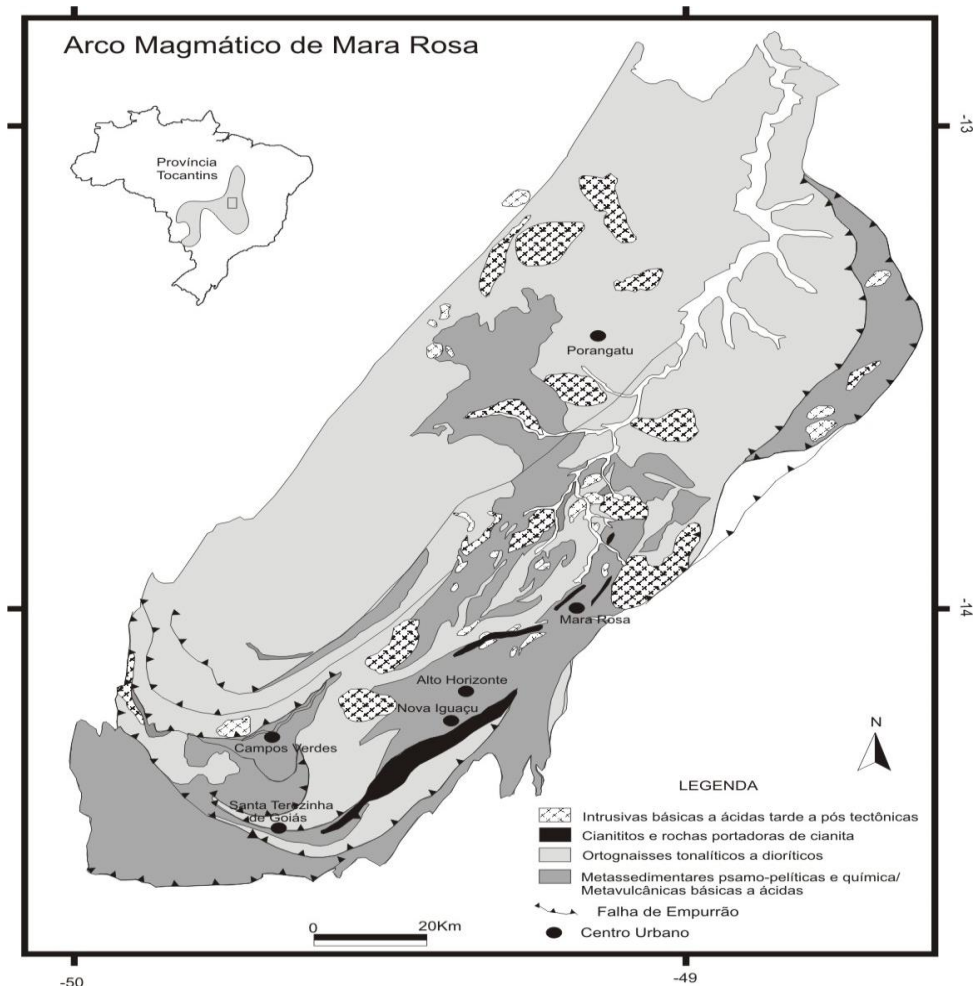 Arco Magmático de Mara Rosa
Província
Tocantins
-13
Porangatu
-14
Mara Rosa
Alto Horizonte
Nova Iguaçu
Campos Verdes
Santa Terezinha
de Goiás
N
LEGENDA
Intrusivas básicas a ácidas tarde a pós tectônicas
Cianititos e rochas portadoras de cianita
Ortognaisses tonalíticos a dioríticos
Metassedimentares psamo-pelíticas e química/
Metavulcânicas básicas a ácidas
Falha de Empurrão
Centro Urbano
0 20Km
-50
-49